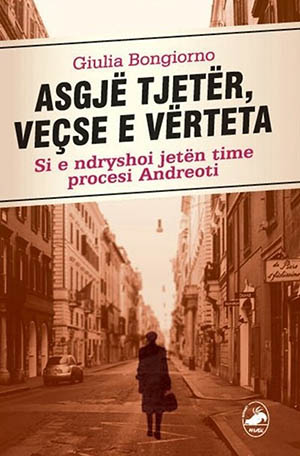 Giulia Bongiorno
ASGJË TJETËR,
VEÇSE E VËRTETA
Si e ndryshoi jetën time
procesi Andreoti